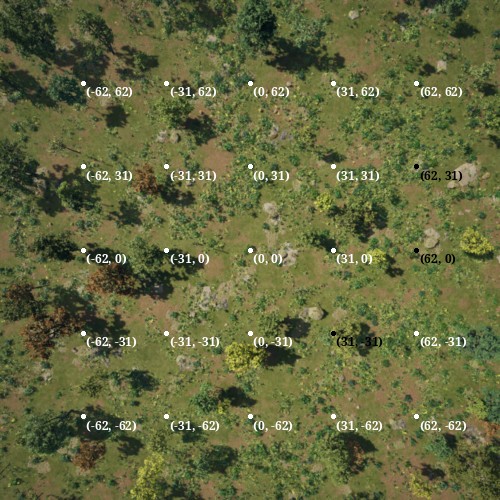 (-62, 62) (-31, 62) (0, 62) (31, 62) (62, 62)
(-62, 31) (-31, 31) (0, 31) (31, 31) (62, 31)
(-62, 0) (-31, 0) (0, 0) (31, 0) (62, 0)
(-62, -31) (-31, -31) (0, -31) (31, -31) (62, -31)
(-62, -62) (-31, -62) (0, -62) (31, -62) (62, -62)